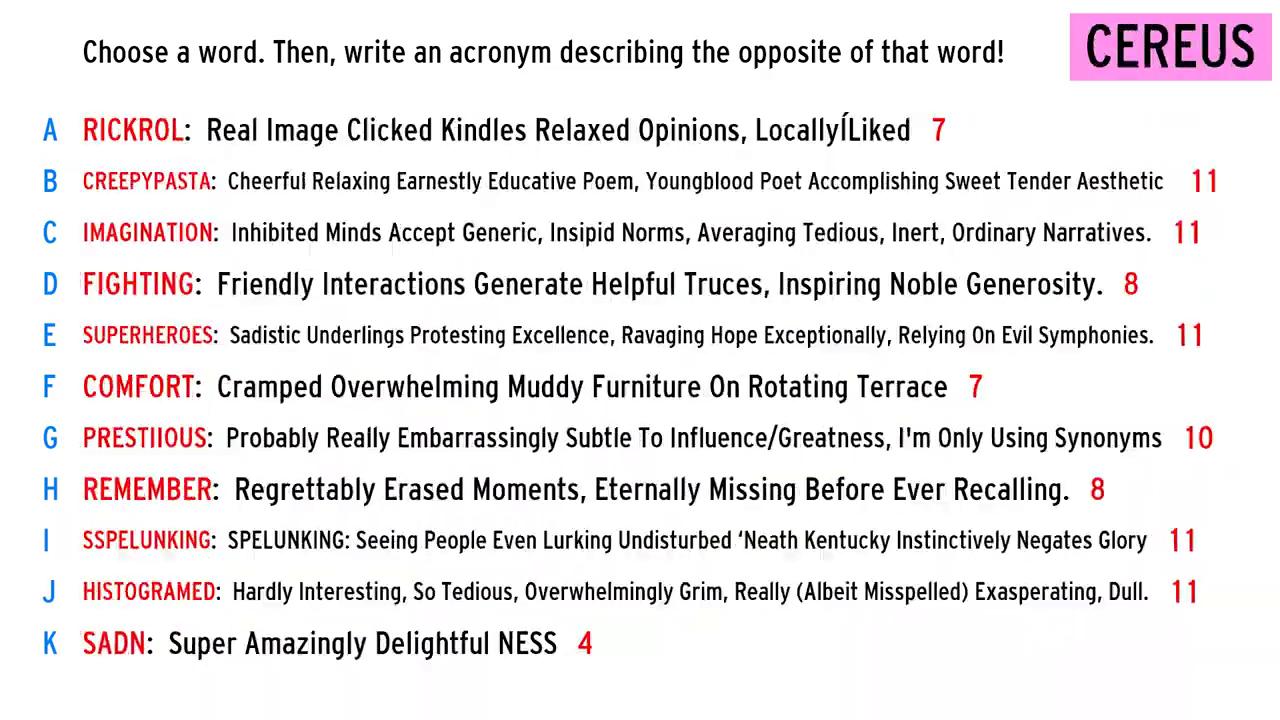 Choose a word. Then, write an acronym describing the opposite of that word!
CEREUS
A RICKROL: Real Image Clicked Kindles Relaxed Opinions, LocallyÍLiked 7
B CREEPYPASTA: Cheerful Relaxing Earnestly Educative Poem, Youngblood Poet Accomplishing Sweet Tender Aesthetic 11
C IMAGINATION: Inhibited Minds Accept Generic, Insipid Norms, Averaging Tedious, Inert, Ordinary Narratives. 11
D FIGHTING: Friendly Interactions Generate Helpful Truces, Inspiring Noble Generosity. 8
E SUPERHEROES: Sadistic Underlings Protesting Excellence, Ravaging Hope Exceptionally, Relying On Evil Symphonies. 11
F COMFORT: Cramped Overwhelming Muddy Furniture On Rotating Terrace 7
G PRESTIIOUS: Probably Really Embarrassingly Subtle To Influence/Greatness, I'm Only Using Synonyms 10
H REMEMBER: Regrettably Erased Moments, Eternally Missing Before Ever Recalling. 8
I SSPELUNKING: SPELUNKING: Seeing People Even Lurking Undisturbed ‘Neath Kentucky Instinctively Negates Glory 11
J HISTOGRAMED: Hardly Interesting, So Tedious, Overwhelmingly Grim, Really (Albeit Misspelled) Exasperating, Dull. 11
K SADN: Super Amazingly Delightful NESS 4